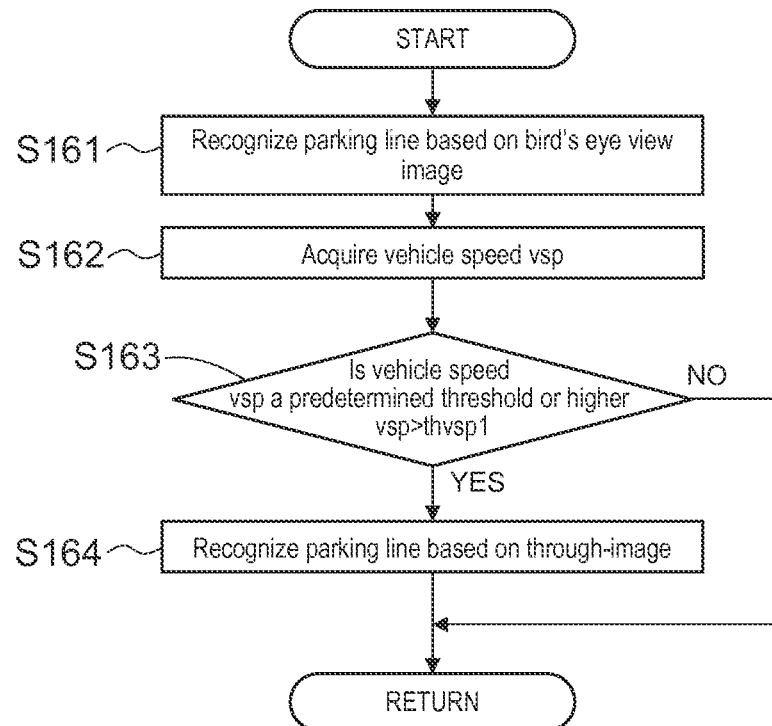 START
S161
Recognize parking line based on bird's eye view
image
S162
Acquire vehicle speed vsp
S163
Is vehicle speed
vsp a predetermined threshold or higher
vsp>thvsp1
NO
YES
S164
Recognize parking line based on through-image
RETURN